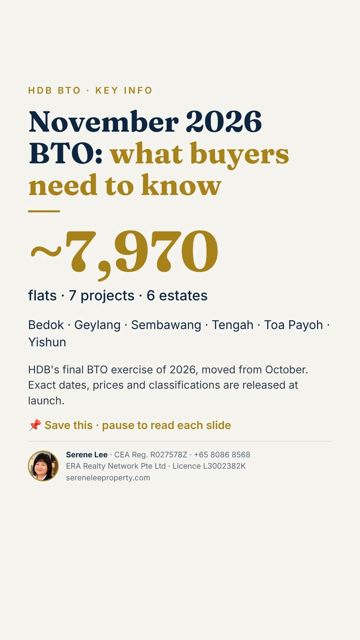 HDB BTO · KEY INFO
November 2026
BTO: what buyers
need to know
~7,970
flats · 7 projects · 6 estates
Bedok · Geylang · Sembawang · Tengah · Toa Payoh ·
Yishun
HDB's final BTO exercise of 2026, moved from October.
Exact dates, prices and classifications are released at
launch.
📌 Save this · pause to read each slide
Serene Lee · CEA Reg. R027578Z · +65 8086 8568
ERA Realty Network Pte Ltd · Licence L3002382K
sereneleeproperty.com